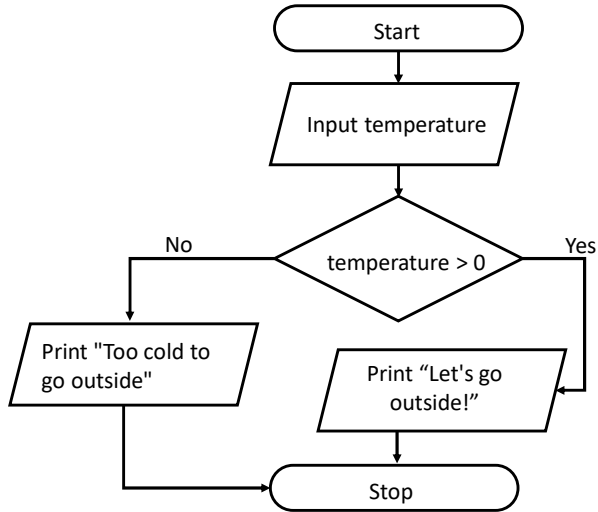 Start
Input temperature
temperature > 0
No
Yes
Print "Too cold to
go outside"
Print “Let's go
outside!”
Stop